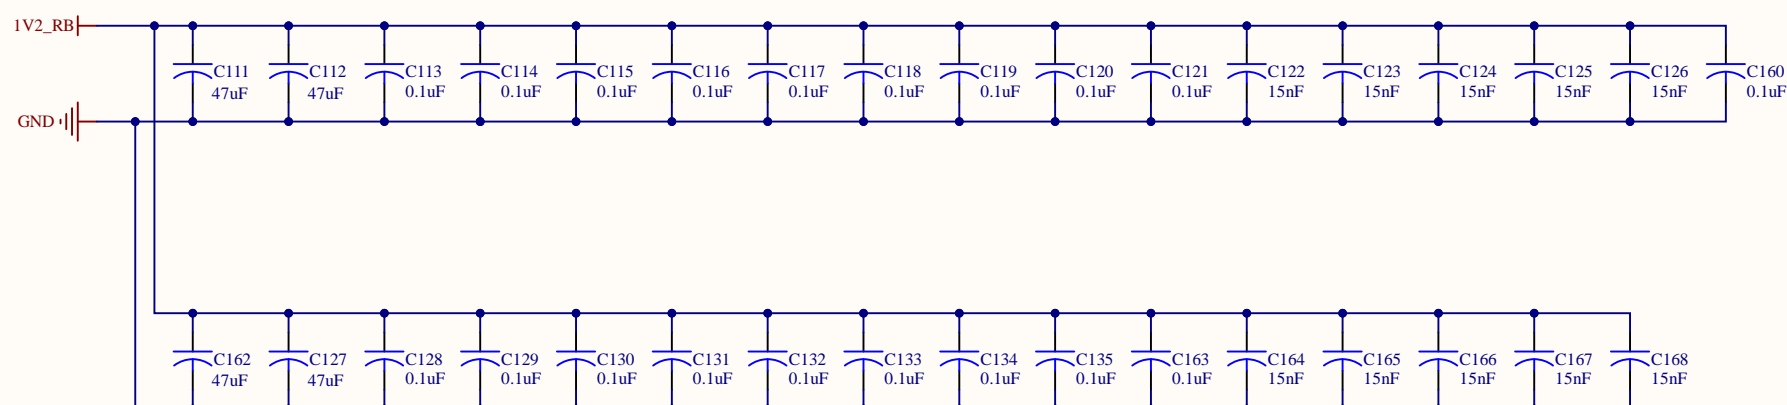 1V2_RB
C111 C112 C113 C114 C115 C116 C117 C118 C119 C120 C121 C122 C123 C124 C125 C126 C160
47uF 47uF 0.1uF 0.1uF 0.1uF 0.1uF 0.1uF 0.1uF 0.1uF 0.1uF 0.1uF 15nF 15nF 15nF 15nF 15nF 0.1uF
GND
C162 C127 C128 C129 C130 C131 C132 C133 C134 C135 C163 C164 C165 C166 C167 C168
47uF 47uF 0.1uF 0.1uF 0.1uF 0.1uF 0.1uF 0.1uF 0.1uF 0.1uF 0.1uF 15nF 15nF 15nF 15nF 15nF